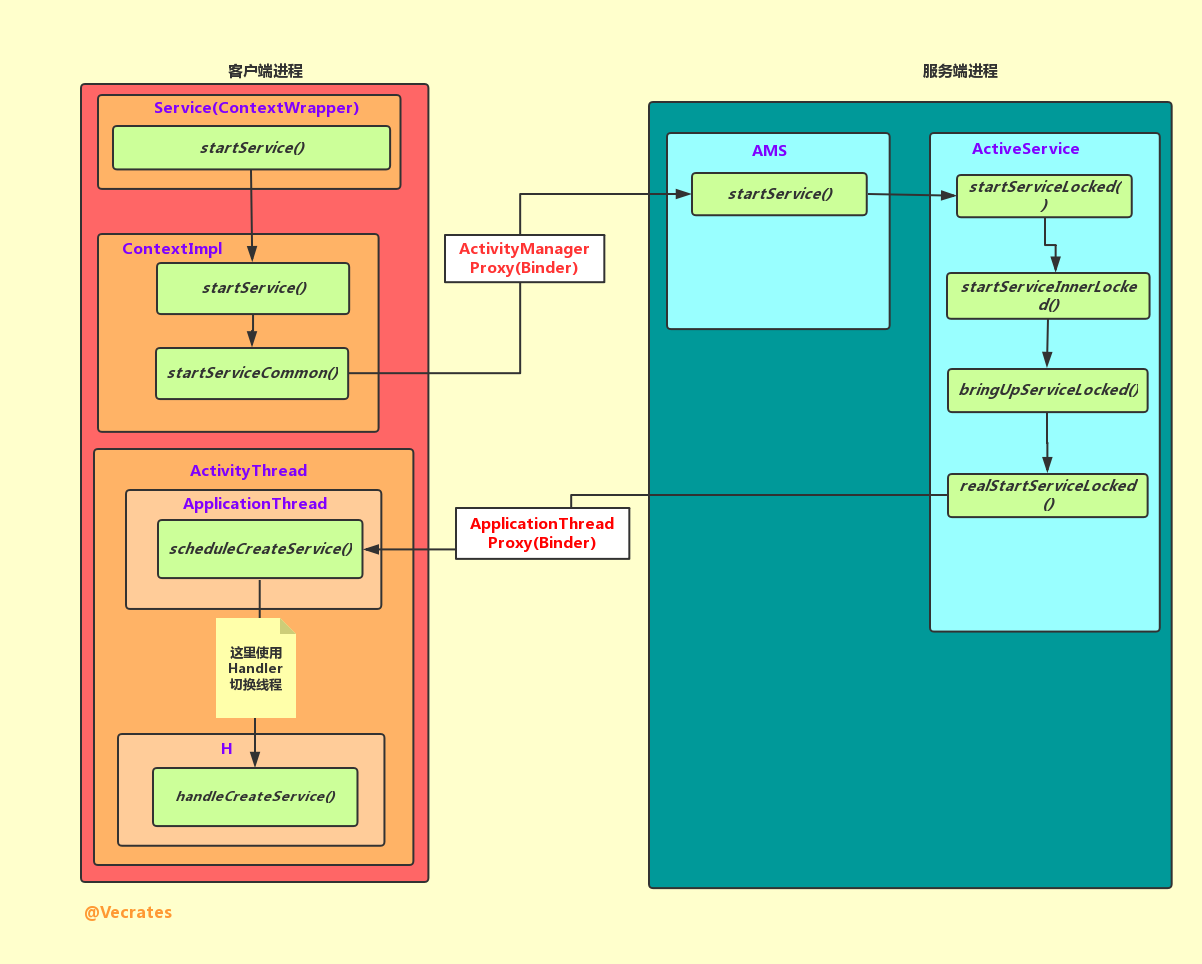 客户端进程
Service(ContextWrapper)
startService()
ContextImpl
startService()
startServiceCommon()
ActivityManager
Proxy(Binder)
服务端进程
AMS
startService()
ActiveService
startServiceLocked(
)
startServiceInnerLocke
d()
bringUpServiceLocked()
realStartServiceLocked
()
ApplicationThread
Proxy(Binder)
ActivityThread
ApplicationThread
scheduleCreateService()
这里使用
Handler
切换线程
H
handleCreateService()
@Vecrates